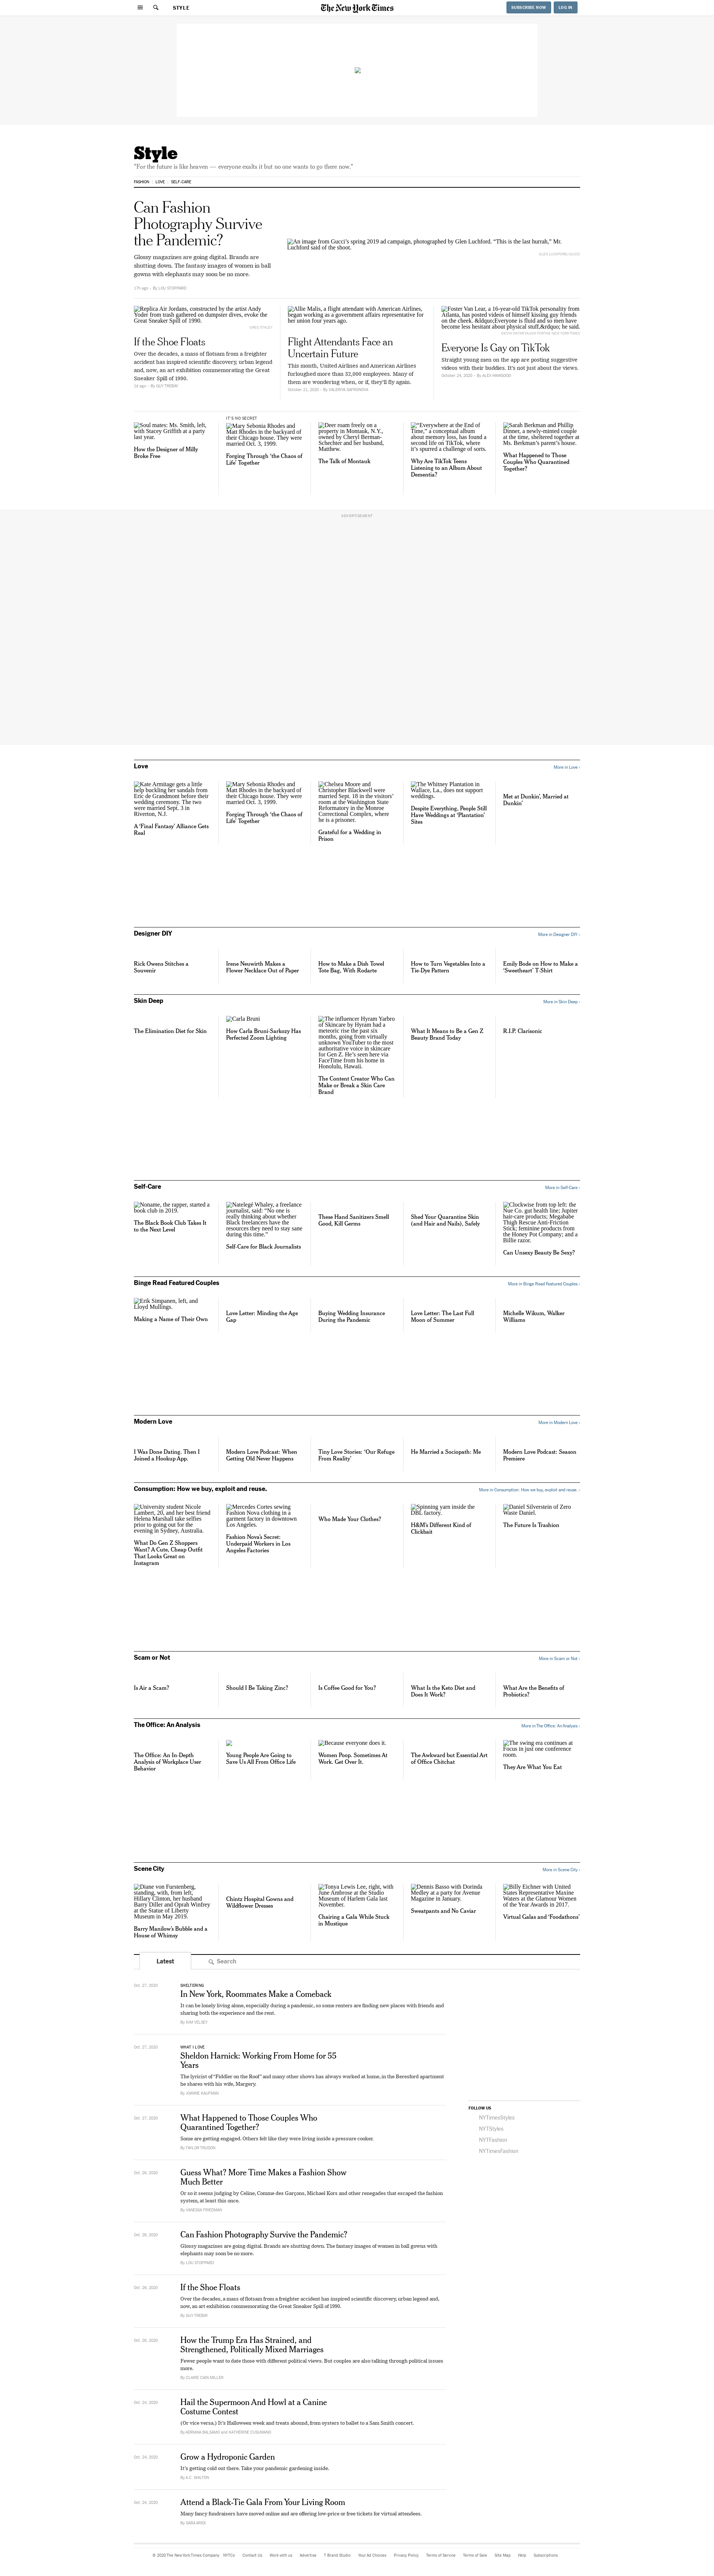 STYLE
The New York Times
SUBSCRIBE NOW
LOG IN
Style
"For the future is like heaven — everyone exalts it but no one wants to go there now."
FASHION
LOVE
SELF-CARE
Can Fashion
Photography Survive
the Pandemic?
Glossy magazines are going digital. Brands are
shutting down. The fantasy images of women in ball
gowns with elephants may soon be no more.
17h ago – By LOU STOPPARD
An image from Gucci's spring 2019 ad campaign, photographed by Glen Luchford. "This is the last hurrah," Mr.
Luchford said of the shoot.
GLEN LUCHFORD/GUCCI
Replica Air Jordans, constructed by the artist Andy
Yoder from trash gathered on dumpster dives, evoke the
Great Sneaker Spill of 1990.
GREG STALEY
If the Shoe Floats
Over the decades, a mass of flotsam from a freighter
accident has inspired scientific discovery, urban legend
and, now, an art exhibition commemorating the Great
Sneaker Spill of 1990.
1d ago – By GUY TREBAY
Allie Malis, a flight attendant with American Airlines,
began working as a government affairs representative for
her union four years ago.
Flight Attendants Face an
Uncertain Future
This month, United Airlines and American Airlines
furloughed more than 32,000 employees. Many of
them are wondering when, or if, they'll fly again.
October 21, 2020 – By VALERIYA SAFRONOVA
Foster Van Lear, a 16-year-old TikTok personality from
Atlanta, has posted videos of himself kissing guy friends
on the cheek. &ldquo;Everyone is fluid and so men have
become less hesitant about physical stuff,&rdquo; he said.
Everyone Is Gay on TikTok
Straight young men on the app are posting suggestive
videos with their buddies. It's not just about the views.
October 24, 2020 – By ALEX HAWGOOD
Soul mates: Ms. Smith, left,
with Stacey Griffith at a party
last year.
How the Designer of Milly
Broke Free
IT'S NO SECRET
Mary Sebonia Rhodes and
Matt Rhodes in the backyard of
their Chicago house. They were
married Oct. 3, 1999.
Forging Through 'the Chaos of
Life' Together
Deer roam freely on a
property in Montauk, N.Y.,
owned by Cheryl Berman-
Schechter and her husband,
Matthew.
The Talk of Montauk
"Everywhere at the End of
Time," a conceptual album
about memory loss, has found a
second life on TikTok, where
it's spurred a challenge of sorts.
Why Are TikTok Teens
Listening to an Album About
Dementia?
Sarah Berkman and Phillip
Dinner, a newly-minted couple
at the time, sheltered together at
Ms. Berkman's parent's house.
What Happened to Those
Couples Who Quarantined
Together?
ADVERTISEMENT
Love
More in Love ›
Kate Armitage gets a little
help buckling her sandals from
Eric de Grandmont before their
wedding ceremony. The two
were married Sept. 3 in
Riverton, N.J.
A 'Final Fantasy' Alliance Gets
Real
Mary Sebonia Rhodes and
Matt Rhodes in the backyard of
their Chicago house. They were
married Oct. 3, 1999.
Forging Through 'the Chaos of
Life' Together
Chelsea Moore and
Christopher Blackwell were
married Sept. 18 in the visitors'
room at the Washington State
Reformatory in the Monroe
Correctional Complex, where
he is a prisoner.
Grateful for a Wedding in
Prison
The Whitney Plantation in
Wallace, La., does not support
weddings.
Despite Everything, People Still
Have Weddings at 'Plantation'
Sites
Met at Dunkin', Married at
Dunkin'
Designer DIY
More in Designer DIY ›
Rick Owens Stitches a
Souvenir
Irene Neuwirth Makes a
Flower Necklace Out of Paper
How to Make a Dish Towel
Tote Bag, With Rodarte
How to Turn Vegetables Into a
Tie-Dye Pattern
Emily Bode on How to Make a
'Sweetheart' T-Shirt
Skin Deep
More in Skin Deep ›
The Elimination Diet for Skin
Carla Bruni
How Carla Bruni-Sarkozy Has
Perfected Zoom Lighting
The influencer Hyram Yarbro
of Skincare by Hyram had a
meteoric rise the past six
months, going from virtually
unknown YouTuber to the most
authoritative voice in skincare
for Gen Z. He's seen here via
FaceTime from his home in
Honolulu, Hawaii.
The Content Creator Who Can
Make or Break a Skin Care
Brand
What It Means to Be a Gen Z
Beauty Brand Today
R.I.P. Clarisonic
Self-Care
More in Self-Care ›
Noname, the rapper, started a
book club in 2019.
The Black Book Club Takes It
to the Next Level
Natelegé Whaley, a freelance
journalist, said: "No one is
really thinking about whether
Black freelancers have the
resources they need to stay sane
during this time."
Self-Care for Black Journalists
These Hand Sanitizers Smell
Good, Kill Germs
Shed Your Quarantine Skin
(and Hair and Nails), Safely
Clockwise from top left: the
Nue Co. gut health line; Jupiter
hair-care products; Megababe
Thigh Rescue Anti-Friction
Stick; feminine products from
the Honey Pot Company; and a
Billie razor.
Can Unsexy Beauty Be Sexy?
Binge Read Featured Couples
More in Binge Read Featured Couples ›
Erik Simpanen, left, and
Lloyd Mullings.
Making a Name of Their Own
Love Letter: Minding the Age
Gap
Buying Wedding Insurance
During the Pandemic
Love Letter: The Last Full
Moon of Summer
Michelle Wikum, Walker
Williams
Modern Love
More in Modern Love ›
I Was Done Dating. Then I
Joined a Hookup App.
Modern Love Podcast: When
Getting Old Never Happens
Tiny Love Stories: 'Our Refuge
From Reality'
He Married a Sociopath: Me
Modern Love Podcast: Season
Premiere
Consumption: How we buy, exploit and reuse.
More in Consumption: How we buy, exploit and reuse. ›
University student Nicole
Lambert, 20, and her best friend
Helena Marshall take selfies
prior to going out for the
evening in Sydney, Australia.
What Do Gen Z Shoppers
Want? A Cute, Cheap Outfit
That Looks Great on
Instagram
Mercedes Cortes sewing
Fashion Nova clothing in a
garment factory in downtown
Los Angeles.
Fashion Nova's Secret:
Underpaid Workers in Los
Angeles Factories
Who Made Your Clothes?
Spinning yarn inside the
DBL factory.
H&M's Different Kind of
Clickbait
Daniel Silverstein of Zero
Waste Daniel.
The Future Is Trashion
Scam or Not
More in Scam or Not ›
Is Air a Scam?
Should I Be Taking Zinc?
Is Coffee Good for You?
What Is the Keto Diet and
Does It Work?
What Are the Benefits of
Probiotics?
The Office: An Analysis
More in The Office: An Analysis ›
The Office: An In-Depth
Analysis of Workplace User
Behavior
Young People Are Going to
Save Us All From Office Life
Because everyone does it.
Women Poop. Sometimes At
Work. Get Over It.
The Awkward but Essential Art
of Office Chitchat
The swing era continues at
Focus in just one conference
room.
They Are What You Eat
Scene City
More in Scene City ›
Diane von Furstenberg,
standing, with, from left,
Hillary Clinton, her husband
Barry Diller and Oprah Winfrey
at the Statue of Liberty
Museum in May 2019.
Barry Manilow's Bubble and a
House of Whimsy
Chintz Hospital Gowns and
Wildflower Dresses
Tonya Lewis Lee, right, with
June Ambrose at the Studio
Museum of Harlem Gala last
November.
Chairing a Gala While Stuck
in Mustique
Dennis Basso with Dorinda
Medley at a party for Avenue
Magazine in January.
Sweatpants and No Caviar
Billy Eichner with United
States Representative Maxine
Waters at the Glamour Women
of the Year Awards in 2017.
Virtual Galas and 'Foodathons'
Latest
Search
Oct. 27, 2020
SHELTERING
In New York, Roommates Make a Comeback
It can be lonely living alone, especially during a pandemic, so some renters are finding new places with friends and
sharing both the experience and the rent.
By KIM VELSEY
Oct. 27, 2020
WHAT I LOVE
Sheldon Harnick: Working From Home for 55
Years
The lyricist of "Fiddler on the Roof" and many other shows has always worked at home, in the Beresford apartment
he shares with his wife, Margery.
By JOANNE KAUFMAN
Oct. 27, 2020
What Happened to Those Couples Who
Quarantined Together?
Some are getting engaged. Others felt like they were living inside a pressure cooker.
By TAYLOR TRUDON
Oct. 26, 2020
Guess What? More Time Makes a Fashion Show
Much Better
Or so it seems judging by Celine, Comme des Garçons, Michael Kors and other renegades that escaped the fashion
system, at least this once.
By VANESSA FRIEDMAN
Oct. 26, 2020
Can Fashion Photography Survive the Pandemic?
Glossy magazines are going digital. Brands are shutting down. The fantasy images of women in ball gowns with
elephants may soon be no more.
By LOU STOPPARD
Oct. 26, 2020
If the Shoe Floats
Over the decades, a mass of flotsam from a freighter accident has inspired scientific discovery, urban legend and,
now, an art exhibition commemorating the Great Sneaker Spill of 1990.
By GUY TREBAY
Oct. 26, 2020
How the Trump Era Has Strained, and
Strengthened, Politically Mixed Marriages
Fewer people want to date those with different political views. But couples are also talking through political issues
more.
By CLAIRE CAIN MILLER
Oct. 24, 2020
Hail the Supermoon And Howl at a Canine
Costume Contest
(Or vice versa.) It's Halloween week and treats abound, from oysters to ballet to a Sam Smith concert.
By ADRIANA BALSAMO and KATHERINE CUSUMANO
Oct. 24, 2020
Grow a Hydroponic Garden
It's getting cold out there. Take your pandemic gardening inside.
Oct. 24, 2020
Attend a Black-Tie Gala From Your Living Room
Many fancy fundraisers have moved online and are offering low-price or free tickets for virtual attendees.
By SARA ARIDI
FOLLOW US
NYTimesStyles
NYTStyles
NYTFashion
NYTimesFashion
© 2020 The New York Times Company
NYTCo
Contact Us
Work with us
Advertise
T Brand Studio
Your Ad Choices
Privacy Policy
Terms of Service
Terms of Sale
Site Map
Help
Subscriptions